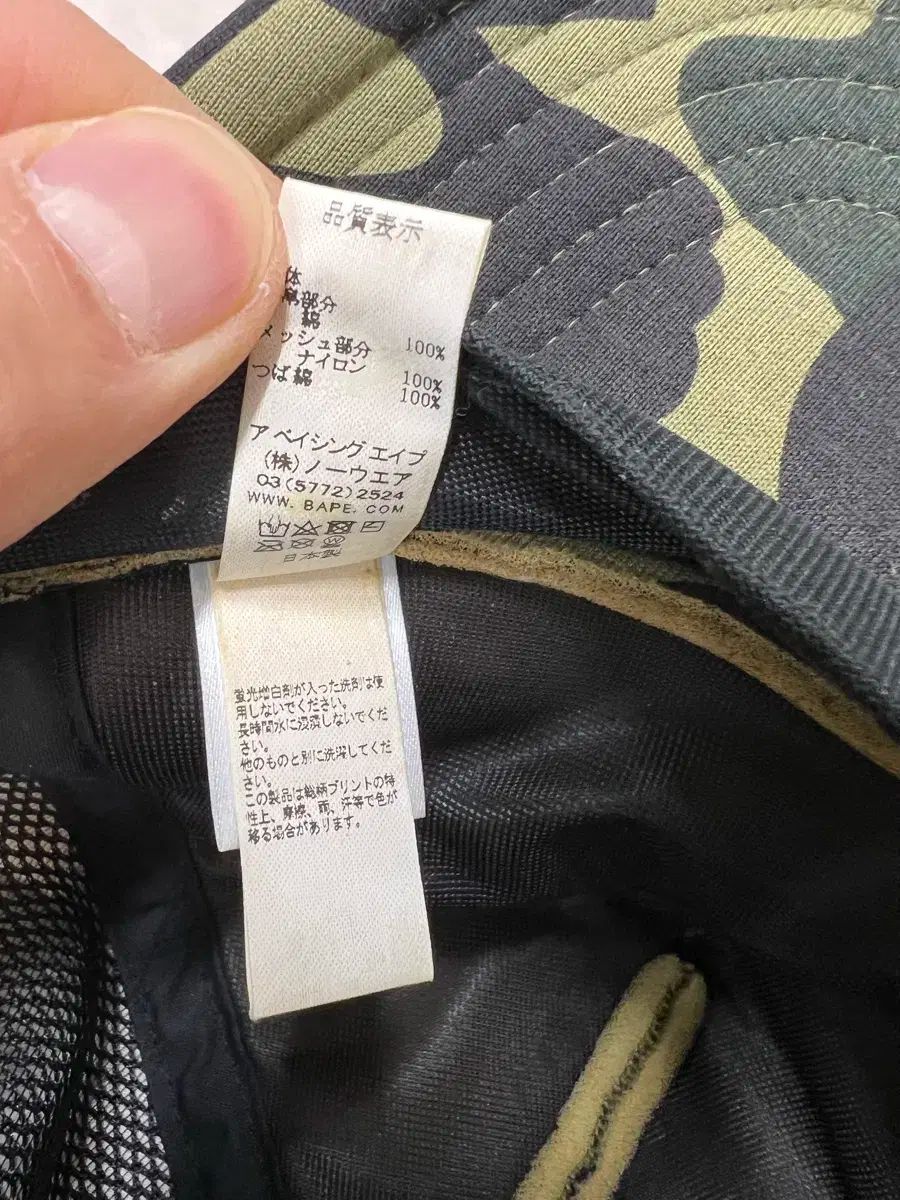 品質表示
体
帛部分
綿 100%
メッシュ部分
ナイロン 100%
つば綿 100%
ア ベイシング エイプ
(株)ノーウエア
03(5772)2524
WWW. BAPE. COM
日本製
蛍光増白剤が入った洗剤は使
用しないでください。
長時間水に浸漬しないでくだ
さい。
他のものと別に洗濯してくだ
さい。
この製品は総柄プリントの特
性上、摩擦、雨、汗等で色が
移る場合があります。